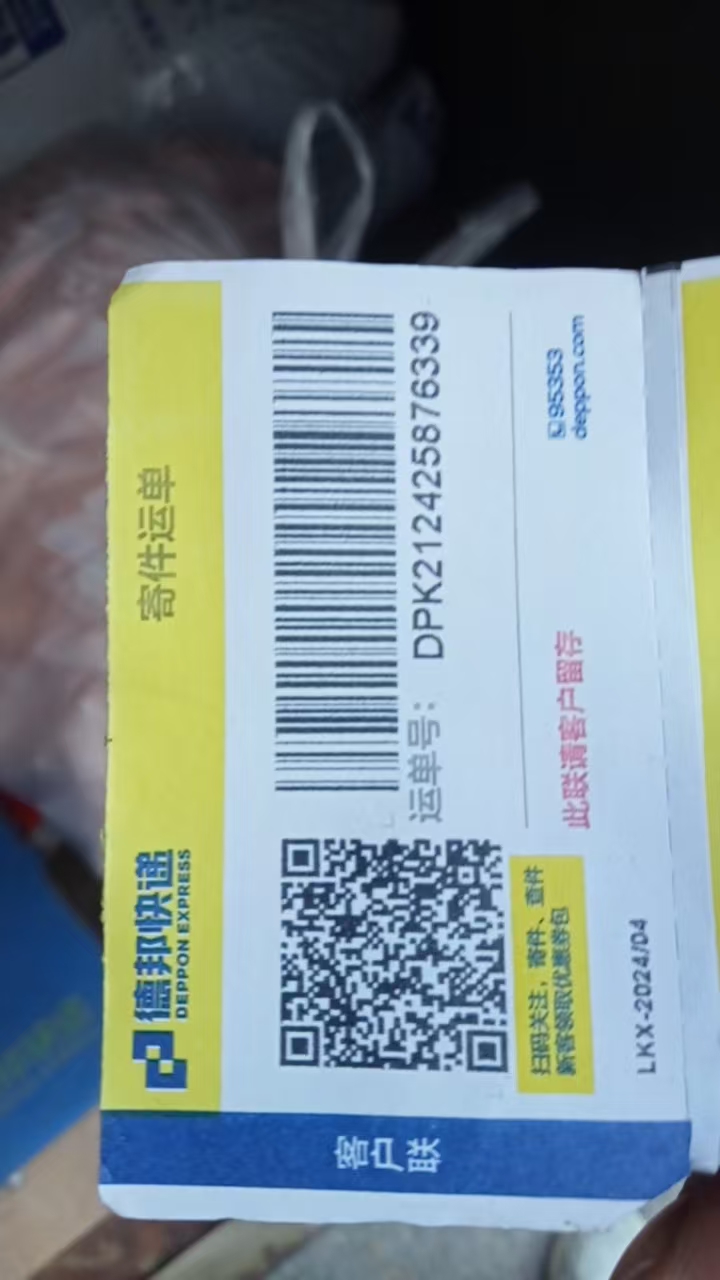 客户联
德邦快递
DEPPON EXPRESS
寄件运单
运单号： DPK212425876339
扫码关注，寄件、查件
新客领取优惠券包
此联请客户留存
95353
deppon.com
LKX-2024/04